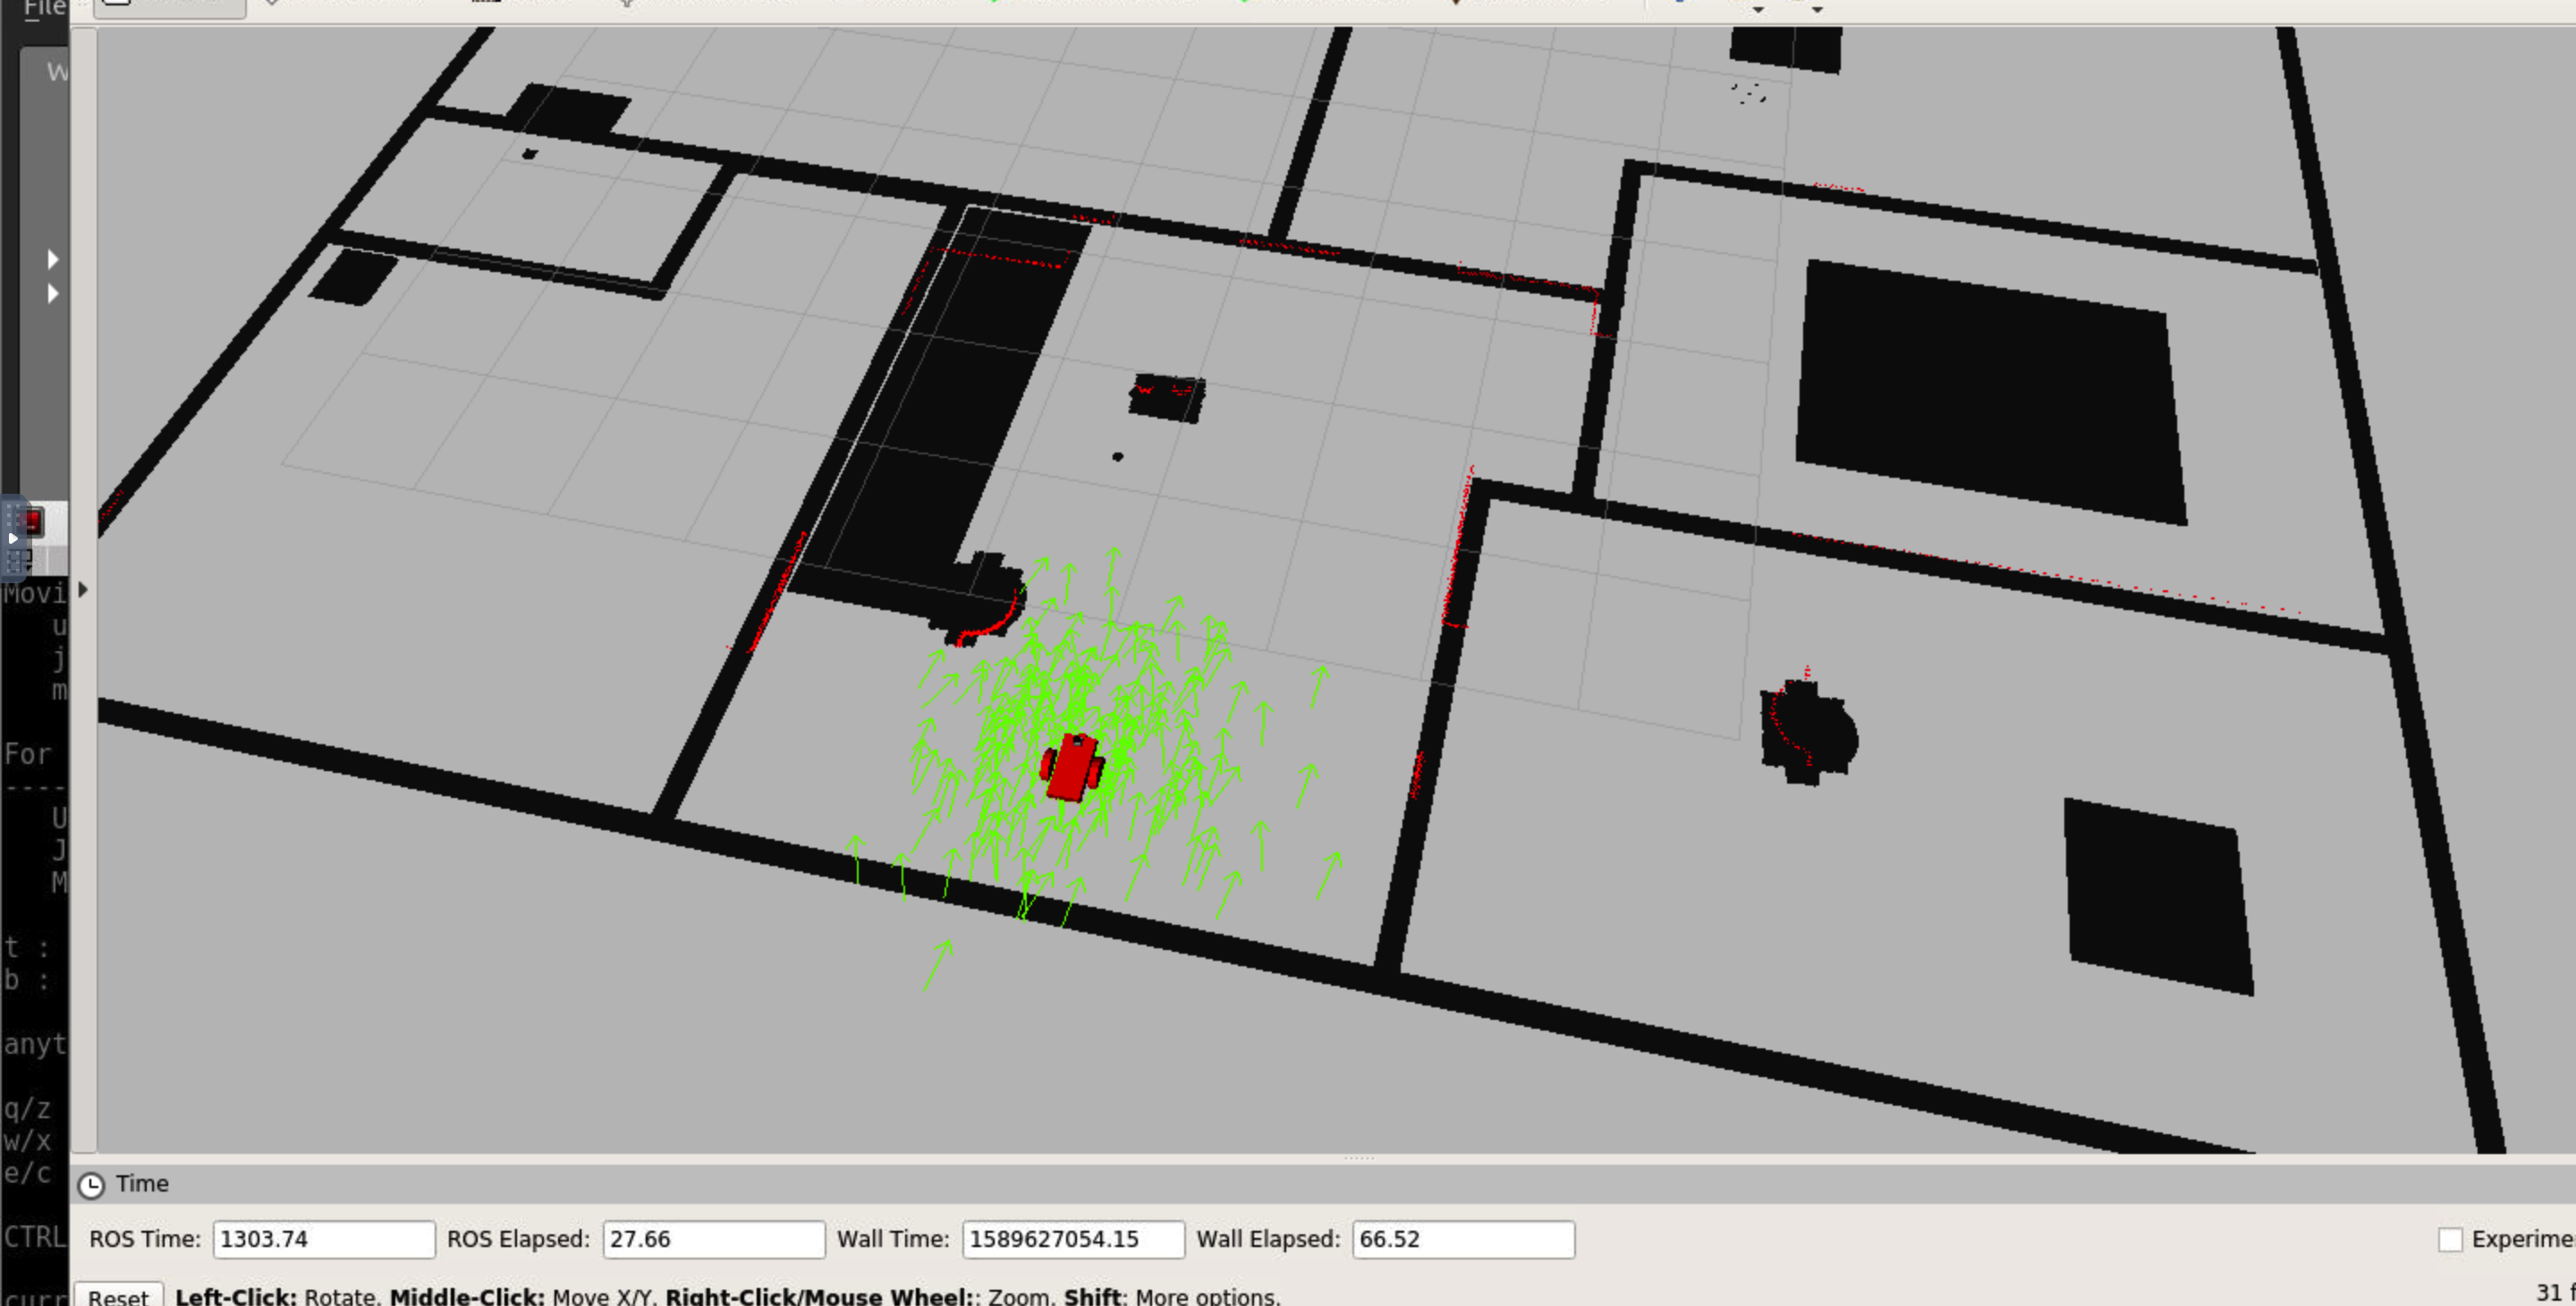 File
W
Movi
u
j
m
For
----
U
J
M
t :
b :
anyt
q/z
w/x
e/c
CTRL
Time
ROS Time: 1303.74 ROS Elapsed: 27.66 Wall Time: 1589627054.15 Wall Elapsed: 66.52 Experime
curr
Reset Left-Click: Rotate. Middle-Click: Move X/Y. Right-Click/Mouse Wheel:: Zoom. Shift: More options. 31 f